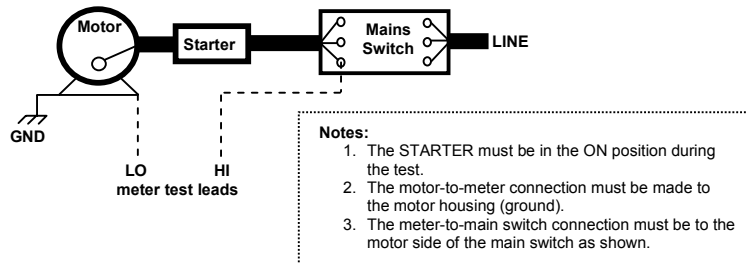 Motor
Starter
Mains
Switch
LINE
GND
LO
HI
meter test leads
Notes:
1. The STARTER must be in the ON position during
the test.
2. The motor-to-meter connection must be made to
the motor housing (ground).
3. The meter-to-main switch connection must be to the
motor side of the main switch as shown.